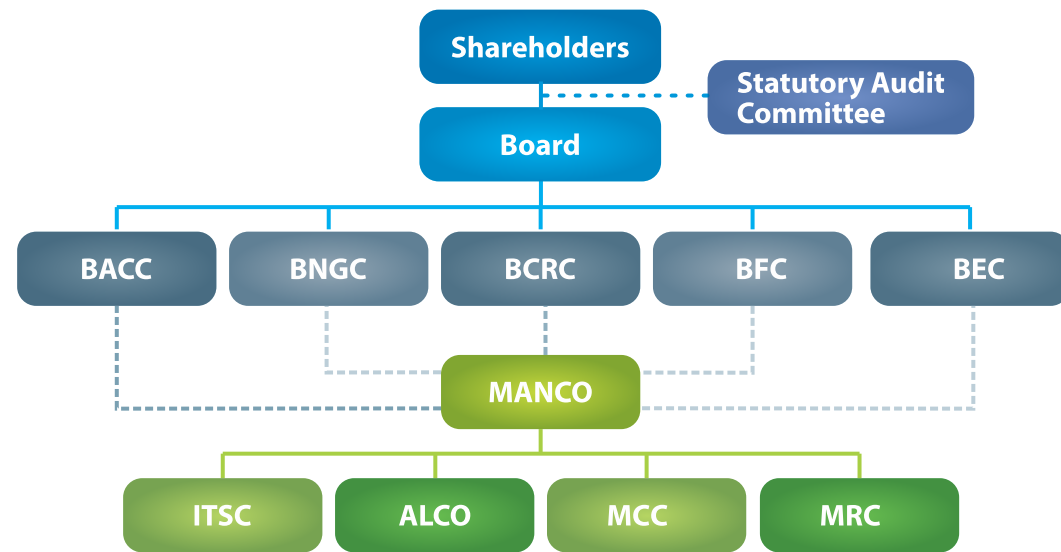 Shareholders
Statutory Audit
Committee
Board
BACC
BNGC
BCRC
BFC
BEC
MANCO
ITSC
ALCO
MCC
MRC